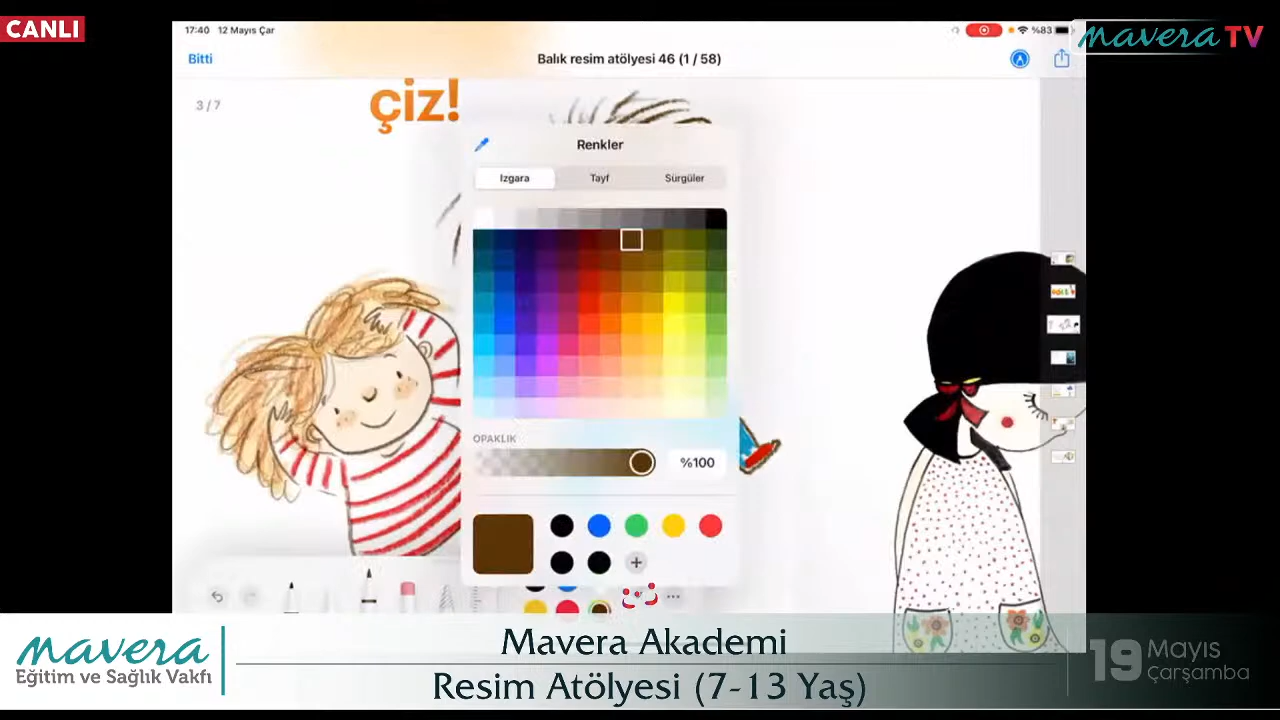 CANLI
17:40 12 Mayıs Çar
%83
mavera TV
Bitti
Balık resim atölyesi 46 (1 / 58)
3 / 7
çiz!
Renkler
Izgara Tayf Sürgüler
OPAKLIK
%100
mavera
Eğitim ve Sağlık Vakfı
Mavera Akademi
Resim Atölyesi (7-13 Yaş)
19 Mayıs
Çarşamba